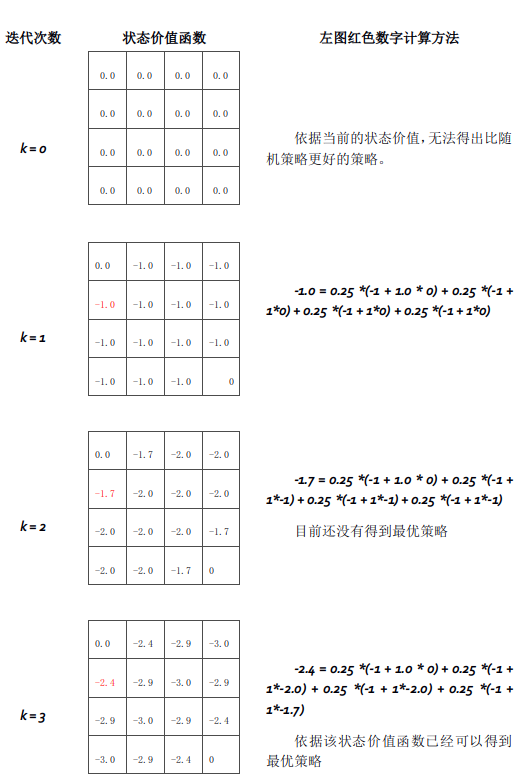 迭代次数 状态价值函数 左图红色数字计算方法
0.0 0.0 0.0 0.0
0.0 0.0 0.0 0.0
k = 0
0.0 0.0 0.0 0.0
0.0 0.0 0.0 0.0
依据当前的状态价值，无法得出比随
机策略更好的策略。
0.0 -1.0 -1.0 -1.0
-1.0 -1.0 -1.0 -1.0
k = 1
-1.0 -1.0 -1.0 -1.0
-1.0 -1.0 -1.0 0
-1.0 = 0.25 *(-1 + 1.0 * 0) + 0.25 *(-1 +
1*0) + 0.25 *(-1 + 1*0) + 0.25 *(-1 + 1*0)
0.0 -1.7 -2.0 -2.0
-1.7 -2.0 -2.0 -2.0
k = 2
-2.0 -2.0 -2.0 -1.7
-2.0 -2.0 -1.7 0
-1.7 = 0.25 *(-1 + 1.0 * 0) + 0.25 *(-1 +
1*-1) + 0.25 *(-1 + 1*-1) + 0.25 *(-1 + 1*-1)
目前还没有得到最优策略
0.0 -2.4 -2.9 -3.0
-2.4 -2.9 -3.0 -2.9
k = 3
-2.9 -3.0 -2.9 -2.4
-3.0 -2.9 -2.4 0
-2.4 = 0.25 *(-1 + 1.0 * 0) + 0.25 *(-1 +
1*-2.0) + 0.25 *(-1 + 1*-2.0) + 0.25 *(-1 +
1*-1.7)
依据该状态价值函数已经可以得到
最优策略